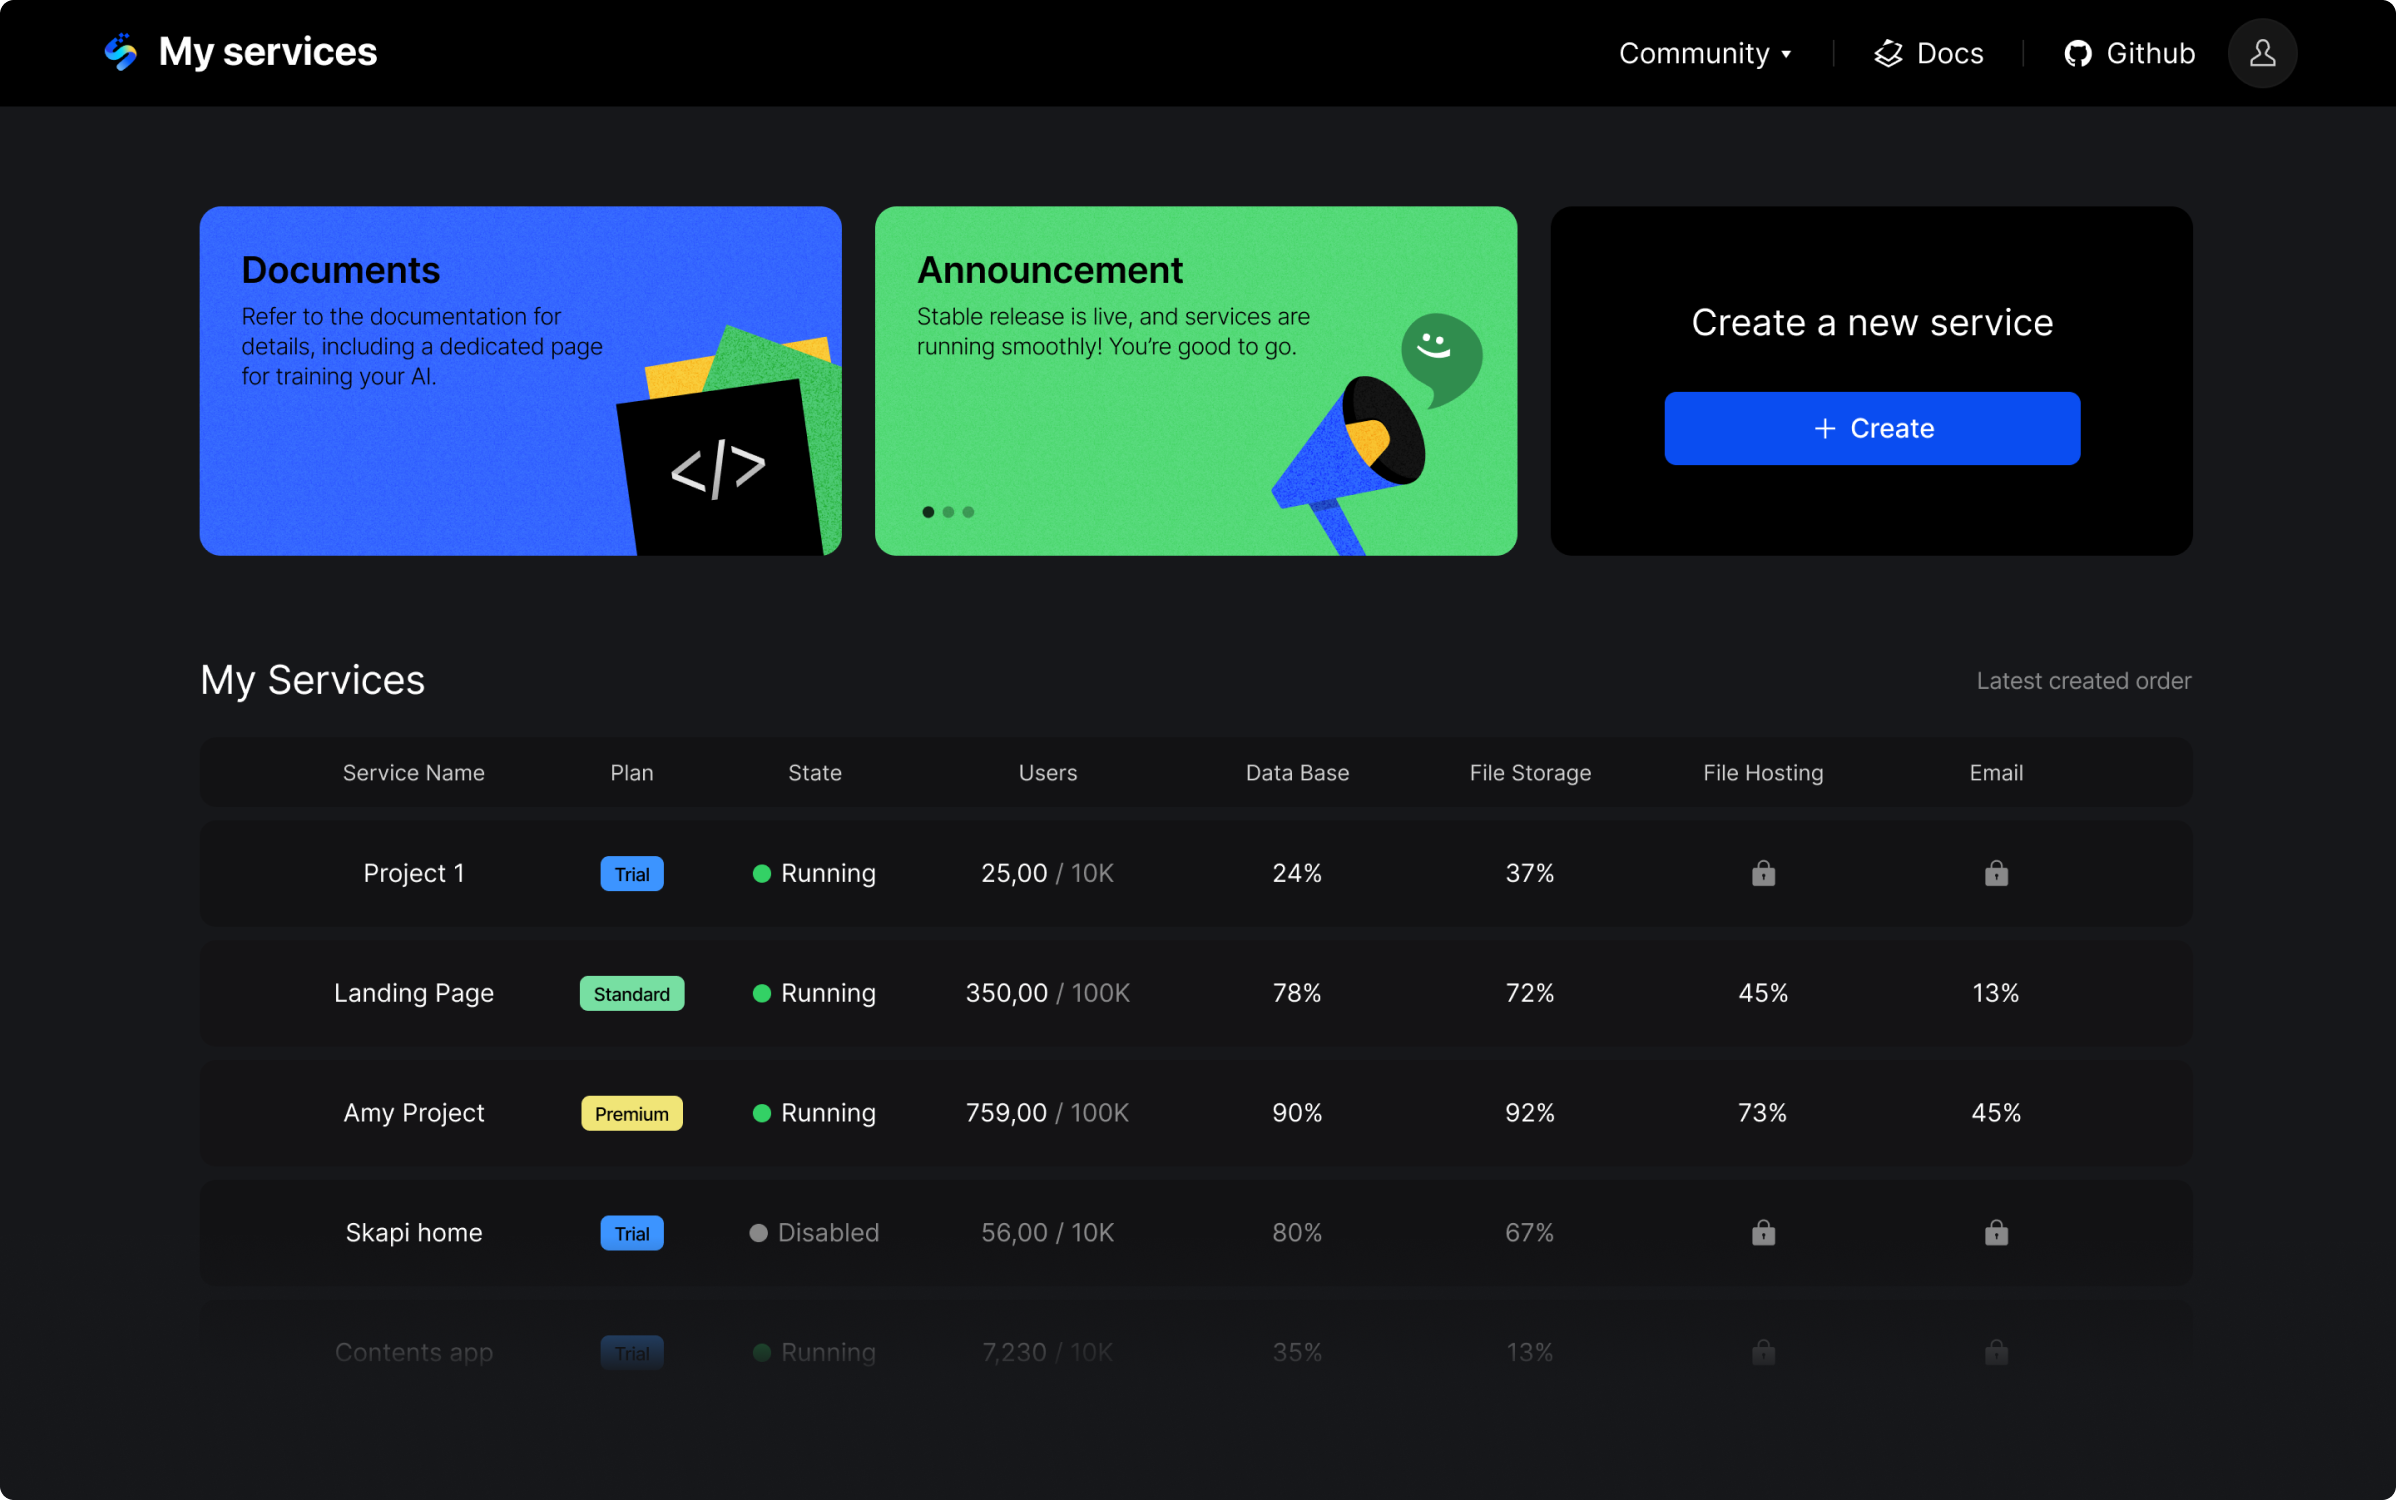 My services
Community
Docs
Github
Documents
Refer to the documentation for
details, including a dedicated page
for training your AI.
</>
Announcement
Stable release is live, and services are
running smoothly! You’re good to go.
Create a new service
+ Create
My Services
Latest created order
Service Name Plan State Users Data Base File Storage File Hosting Email
Project 1 Trial Running 25,00 / 10K 24% 37%
Landing Page Standard Running 350,00 / 100K 78% 72% 45% 13%
Amy Project Premium Running 759,00 / 100K 90% 92% 73% 45%
Skapi home Trial Disabled 56,00 / 10K 80% 67%
Contents app Trial Running 7,230 / 10K 35% 13%